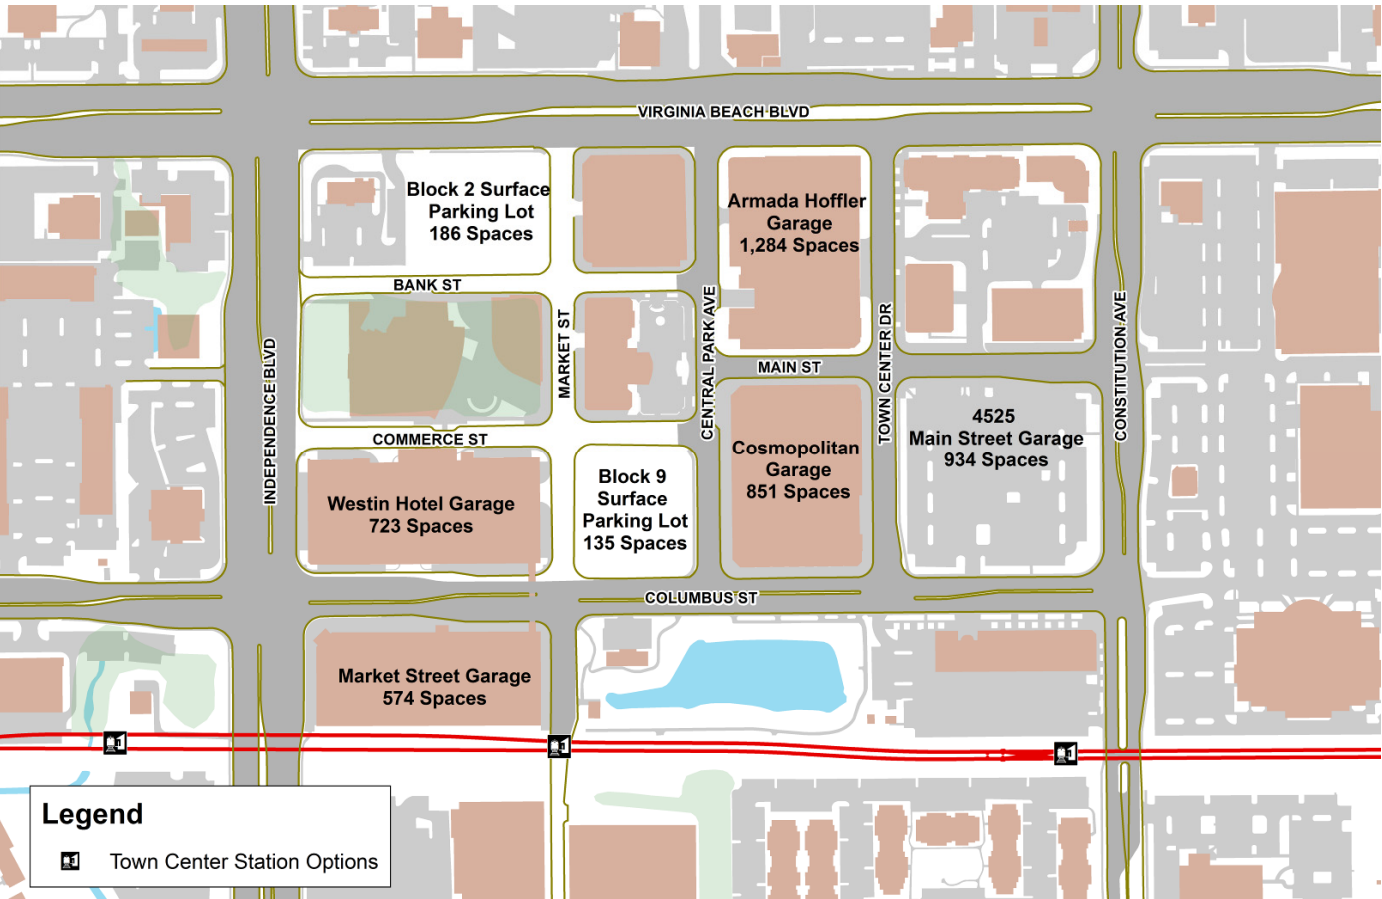 VIRGINIA BEACH BLVD
Block 2 Surface
Parking Lot
186 Spaces
Armada Hoffler
Garage
1,284 Spaces
BANK ST
MARKET ST
CENTRAL PARK AVE
TOWN CENTER DR
CONSTITUTION AVE
INDEPENDENCE BLVD
MAIN ST
COMMERCE ST
4525
Main Street Garage
934 Spaces
Cosmopolitan
Garage
851 Spaces
Block 9
Surface
Parking Lot
135 Spaces
Westin Hotel Garage
723 Spaces
COLUMBUS ST
Market Street Garage
574 Spaces
Legend
Town Center Station Options